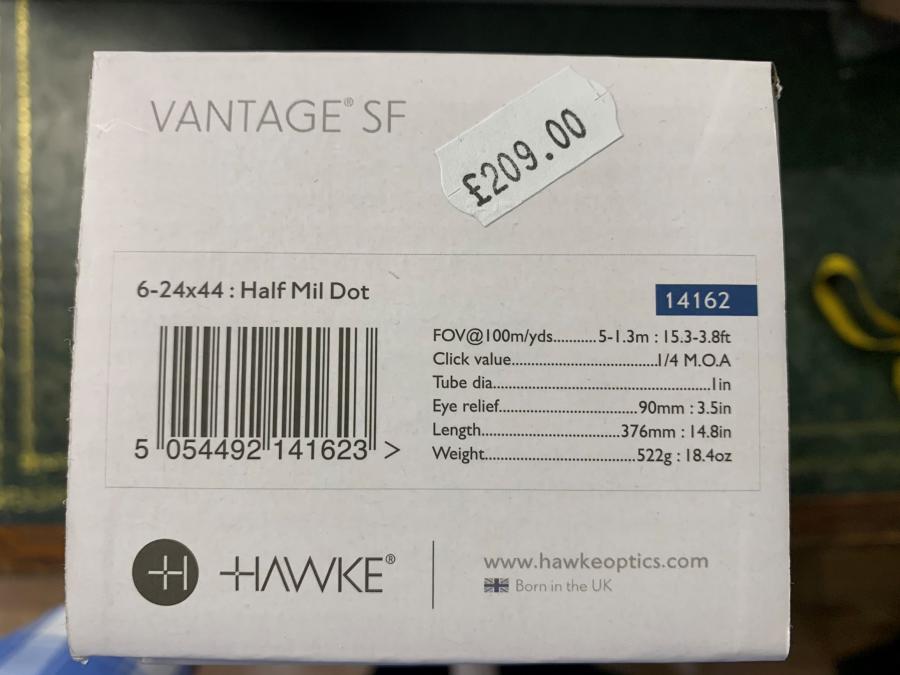 VANTAGE® SF
£209.00
6-24x44 : Half Mil Dot
14162
FOV@100m/yds...........5-1.3m : 15.3-3.8ft
Click value....................................1/4 M.O.A
Tube dia......................................................1in
Eye relief..................................90mm : 3.5in
Length...................................376mm : 14.8in
Weight......................................522g : 18.4oz
5 054492 141623 >
HAWKE®
www.hawkeoptics.com
Born in the UK